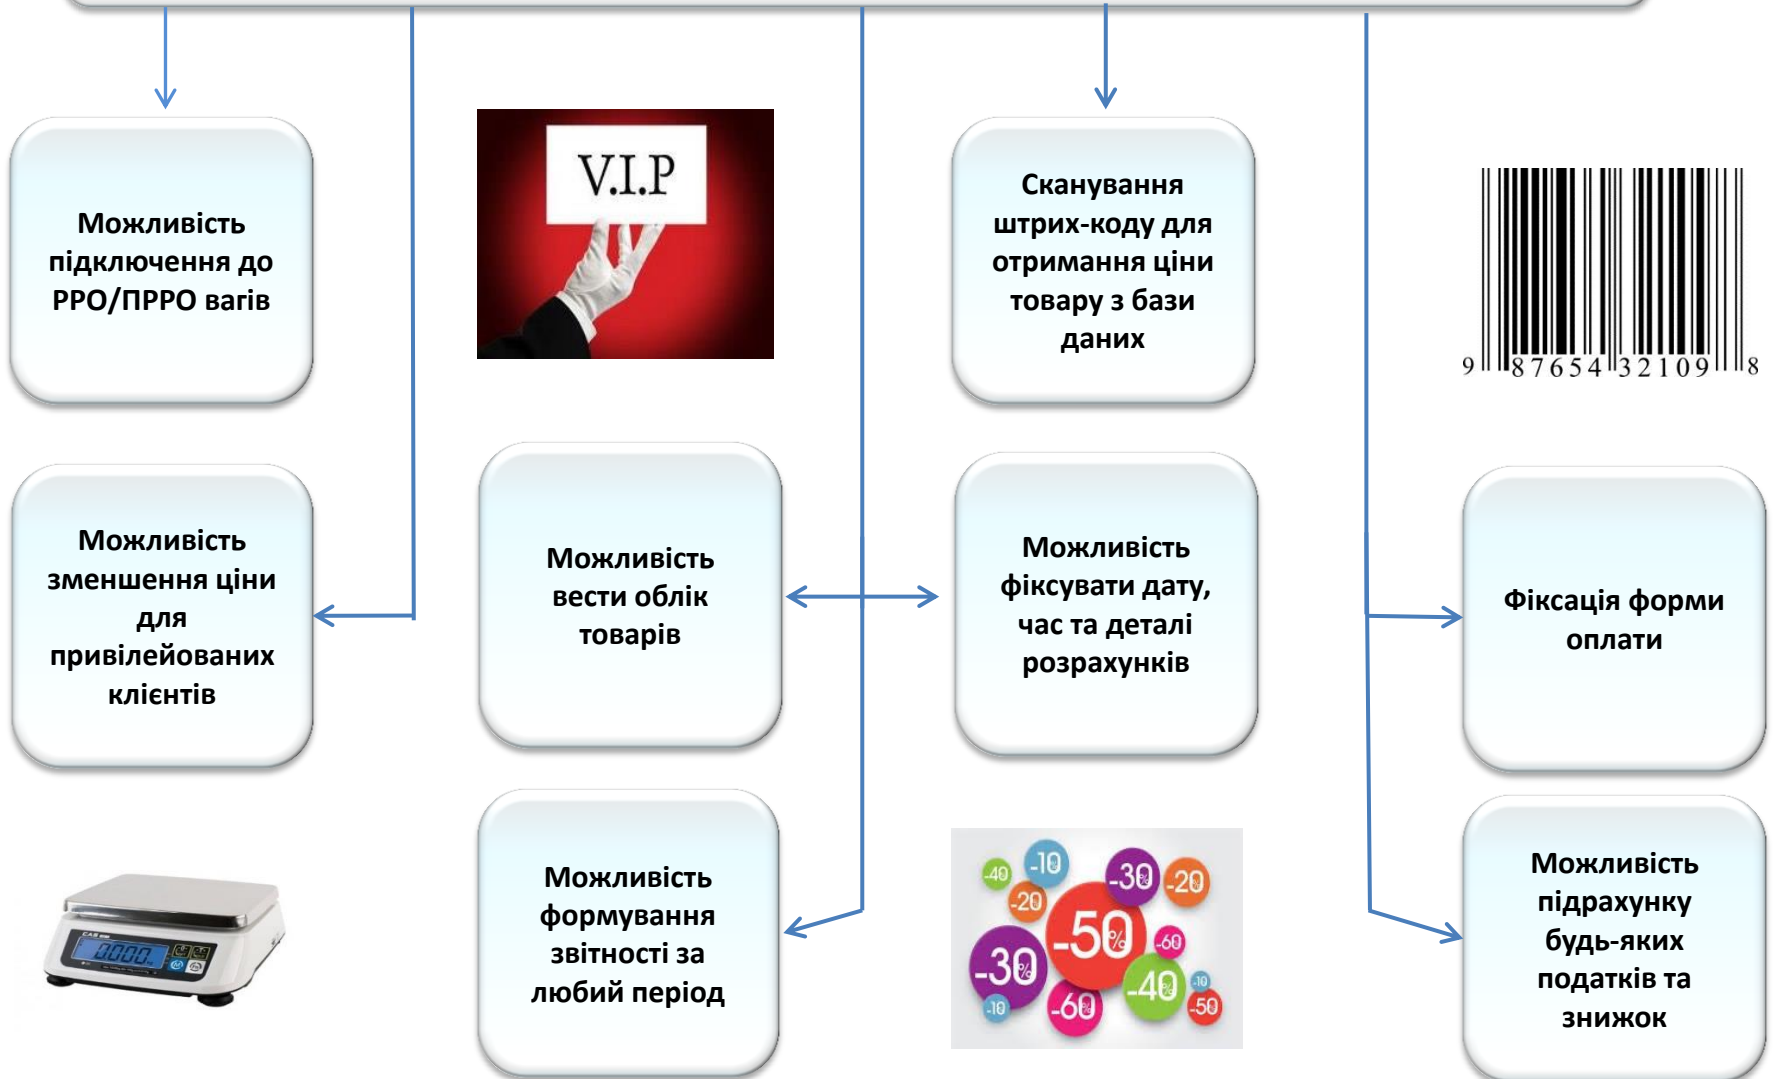 Можливість
підключення до
РРО/ПРРО вагів
V.I.P
Сканування
штрих-коду для
отримання ціни
товару з бази
даних
9 87654 32109 8
Можливість
зменшення ціни
для
привілейованих
клієнтів
Можливість
вести облік
товарів
Можливість
фіксувати дату,
час та деталі
розрахунків
Фіксація форми
оплати
CAS
0.000
Можливість
формування
звітності за
любий період
-40
-10%
-30%
-20
-20
-50%
-60
-30%
-40%
-10
-10
-60
-50
Можливість
підрахунку
будь-яких
податків та
знижок